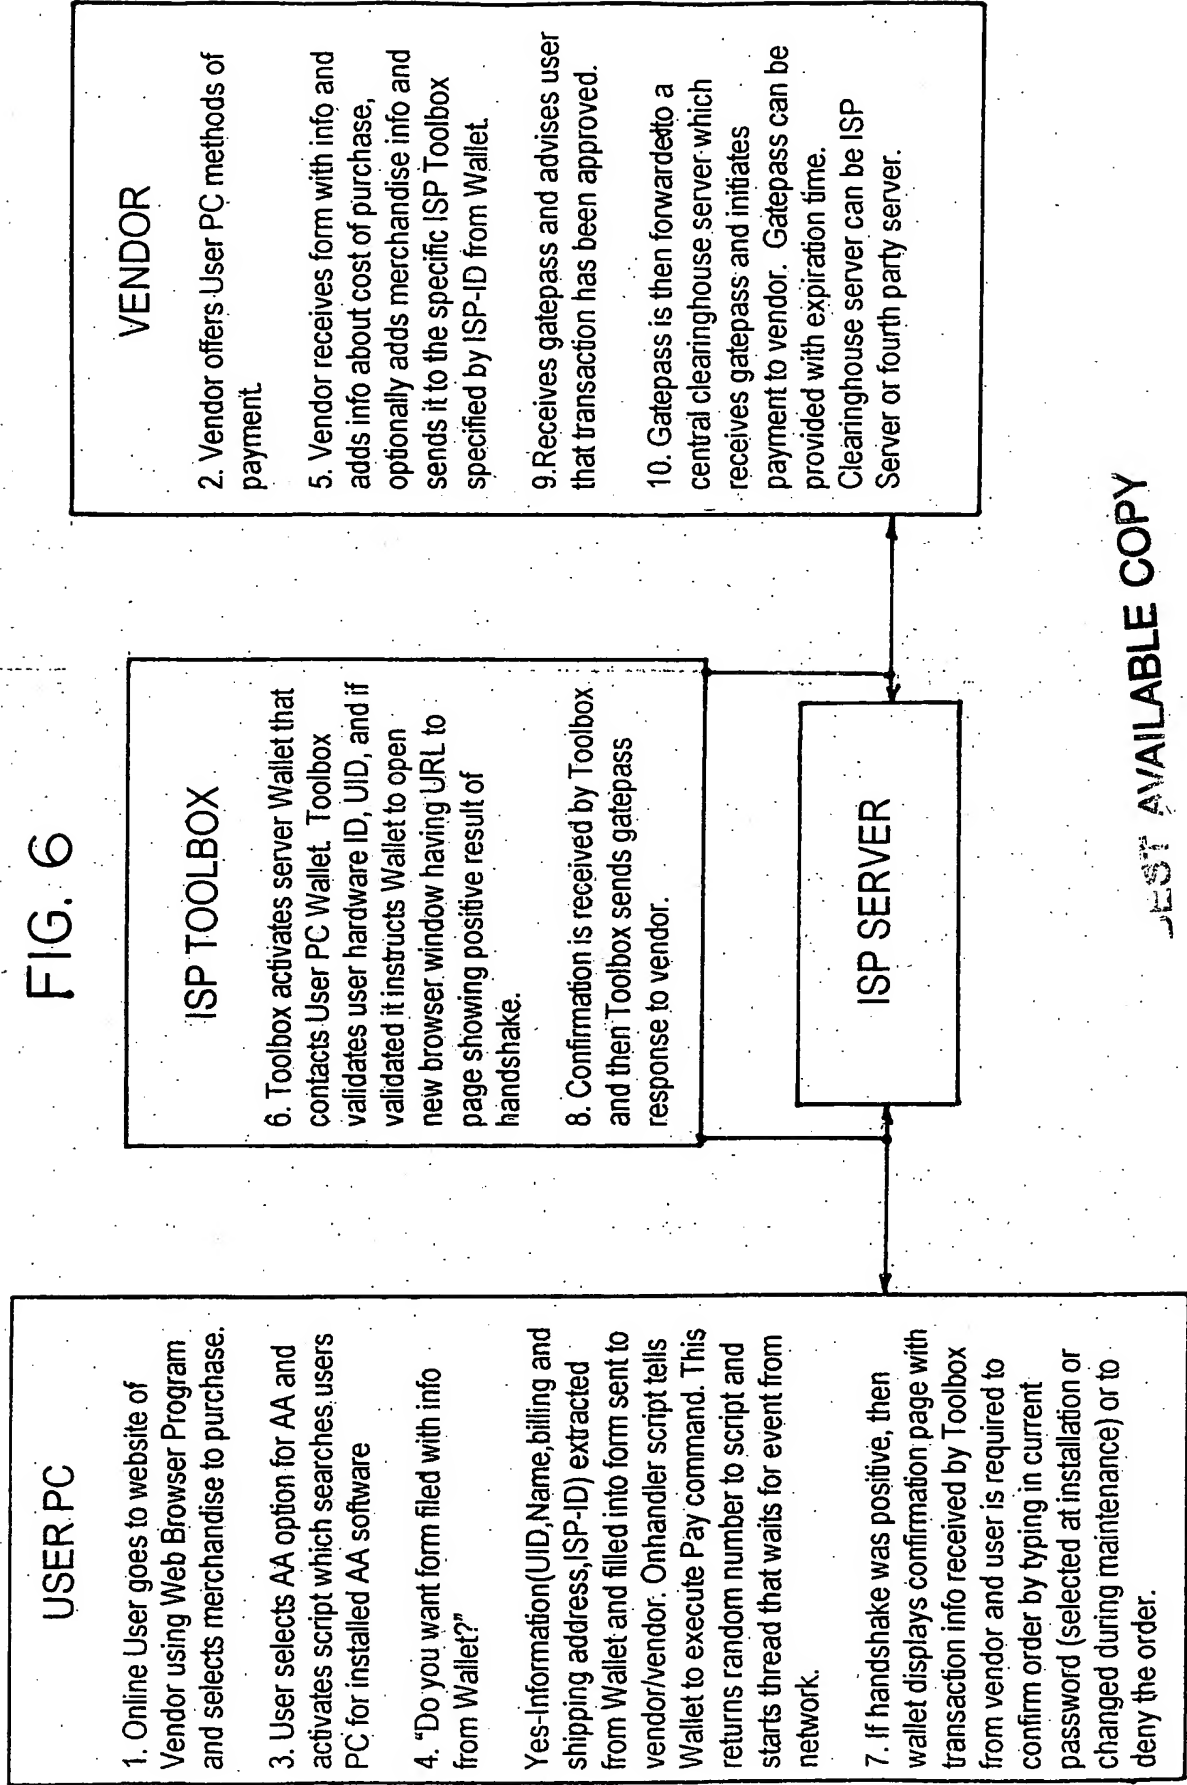 FIG. 6
USER PC
1. Online User goes to website of
Vendor using Web Browser Program
and selects merchandise to purchase.
3. User selects AA option for AA and
activates script which searches users
PC for installed AA software
4. "Do you want form filed with info
from Wallet?"
Yes-Information(UID,Name,billing and
shipping address,ISP-ID) extracted
from Wallet and filled into form sent to
vendor/vendor. Onhandler script tells
Wallet to execute Pay command. This
returns random number to script and
starts thread that waits for event from
network.
7. If handshake was positive, then
wallet displays confirmation page with
transaction info received by Toolbox
from vendor and user is required to
confirm order by typing in current
password (selected at installation or
changed during maintenance) or to
deny the order.
ISP TOOLBOX
6. Toolbox activates server Wallet that
contacts User PC Wallet. Toolbox
validates user hardware ID, UID, and if
validated it instructs Wallet to open
new browser window having URL to
page showing positive result of
handshake.
8. Confirmation is received by Toolbox
and then Toolbox sends gatepass
response to vendor.
ISP SERVER
VENDOR
2. Vendor offers User PC methods of
payment.
5. Vendor receives form with info and
adds info about cost of purchase,
optionally adds merchandise info and
sends it to the specific ISP Toolbox
specified by ISP-ID from Wallet.
9.Receives gatepass and advises user
that transaction has been approved.
10. Gatepass is then forwarded to a
central clearinghouse server which
receives gatepass and initiates
payment to vendor. Gatepass can be
provided with expiration time.
Clearinghouse server can be ISP
Server or fourth party server.
BEST AVAILABLE COPY